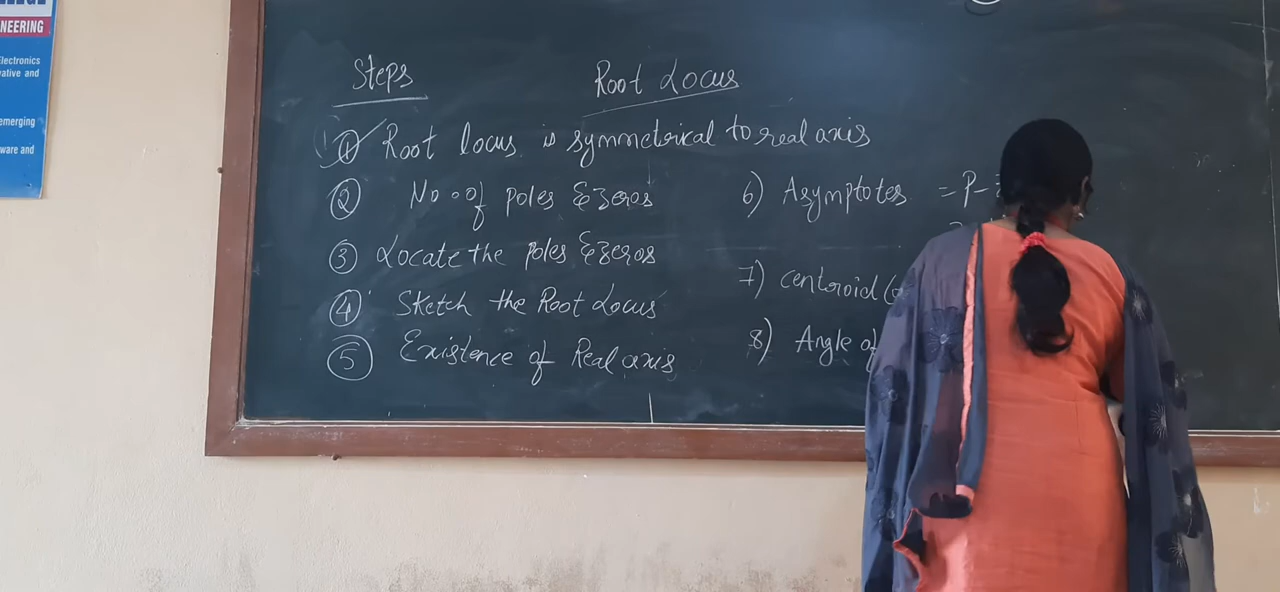 NEERING
Electronics
vative and
emerging
ware and
Steps
Root Locus
① Root locus is symmetrical to real axis
② No. of poles & zeros
③ Locate the poles & zeros
④ Sketch the Root Locus
⑤ Existence of Real axis
6) Asymptotes = P-
7) Centroid (
8) Angle of